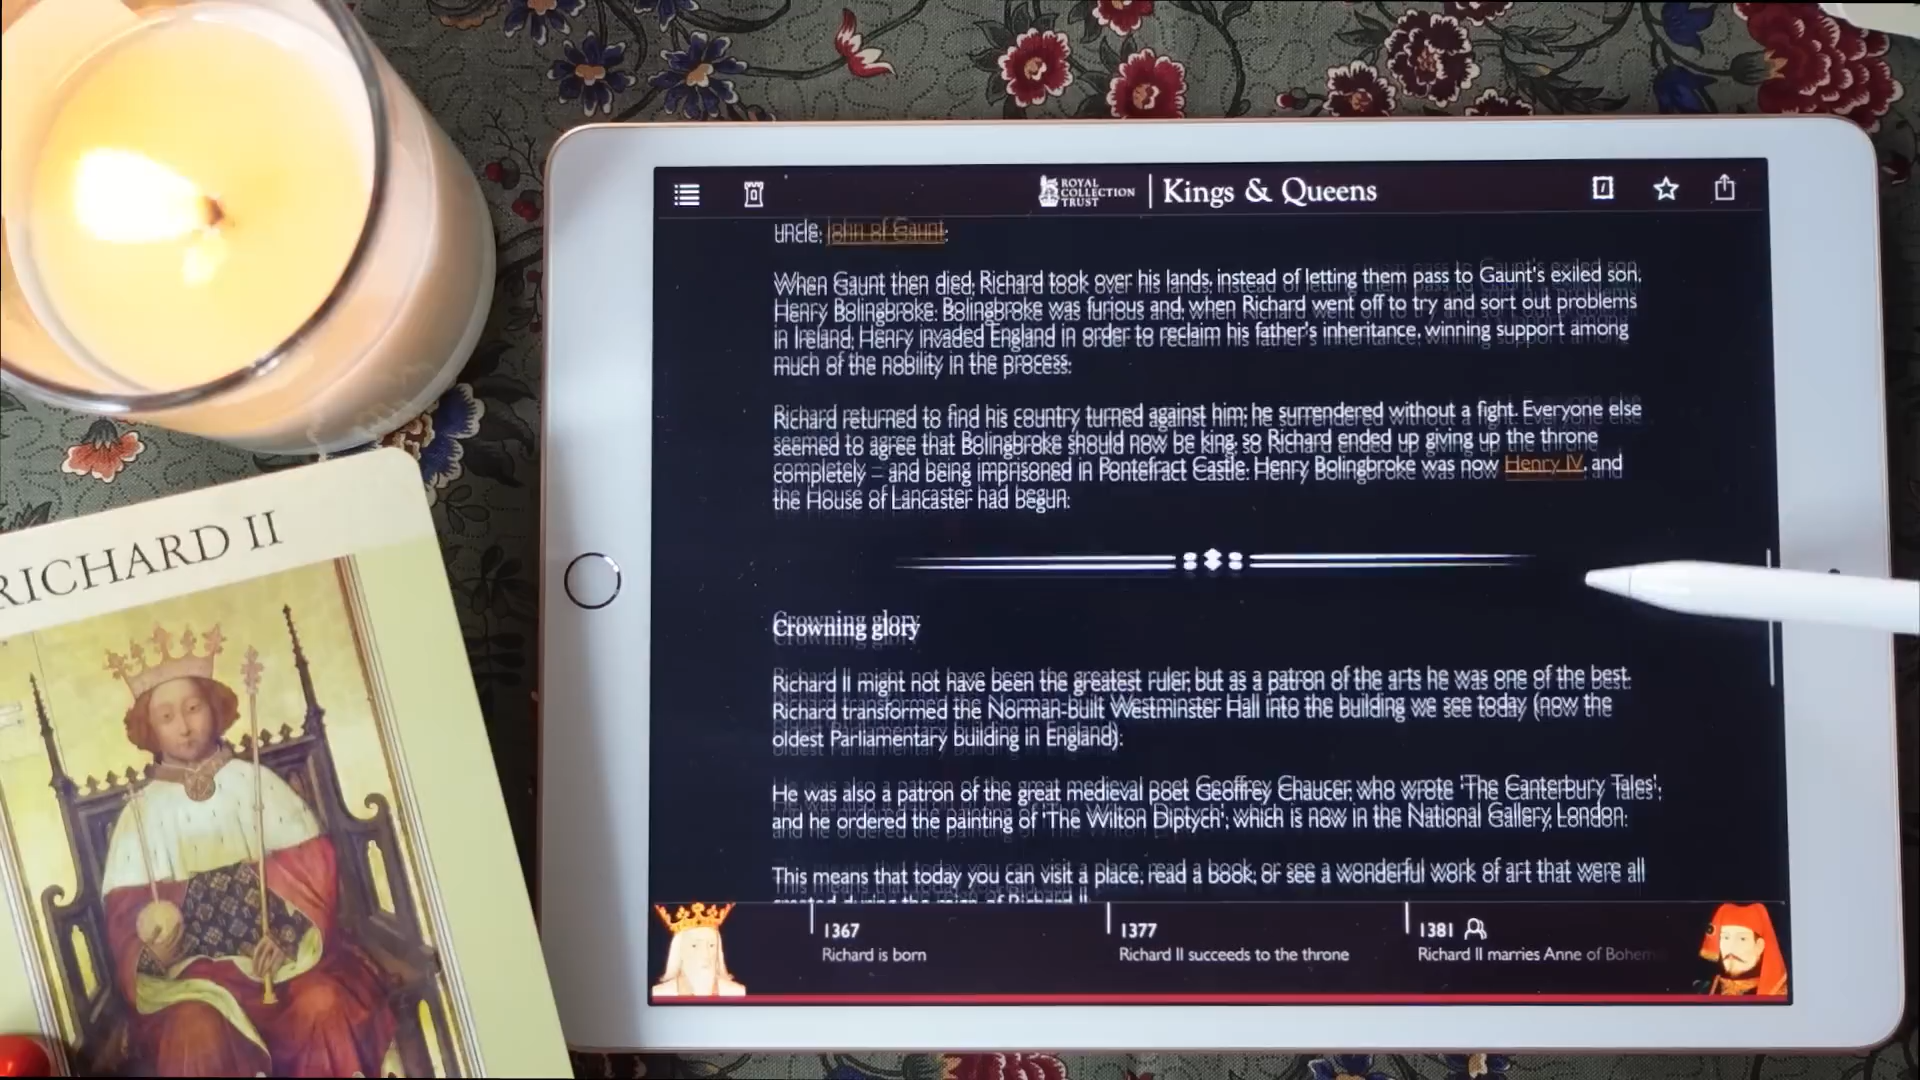 ROYAL
COLLECTION
TRUST
Kings & Queens
uncle, John of Gaunt.
When Gaunt then died, Richard took over his lands, instead of letting them pass to Gaunt's exiled son,
Henry Bolingbroke. Bolingbroke was furious and, when Richard went off to try and sort out problems
in Ireland, Henry invaded England in order to reclaim his father's inheritance, winning support among
much of the nobility in the process.
Richard returned to find his country turned against him; he surrendered without a fight. Everyone else
seemed to agree that Bolingbroke should now be king, so Richard ended up giving up the throne
completely – and being imprisoned in Pontefract Castle. Henry Bolingbroke was now Henry IV, and
the House of Lancaster had begun.
Crowning glory
Richard II might not have been the greatest ruler, but as a patron of the arts he was one of the best.
Richard transformed the Norman-built Westminster Hall into the building we see today (now the
oldest Parliamentary building in England).
He was also a patron of the great medieval poet Geoffrey Chaucer, who wrote 'The Canterbury Tales',
and he ordered the painting of 'The Wilton Diptych', which is now in the National Gallery, London.
This means that today you can visit a place, read a book, or see a wonderful work of art that were all
created during the reign of Richard II.
1367
Richard is born
1377
Richard II succeeds to the throne
1381
Richard II marries Anne of Bohem
RICHARD II